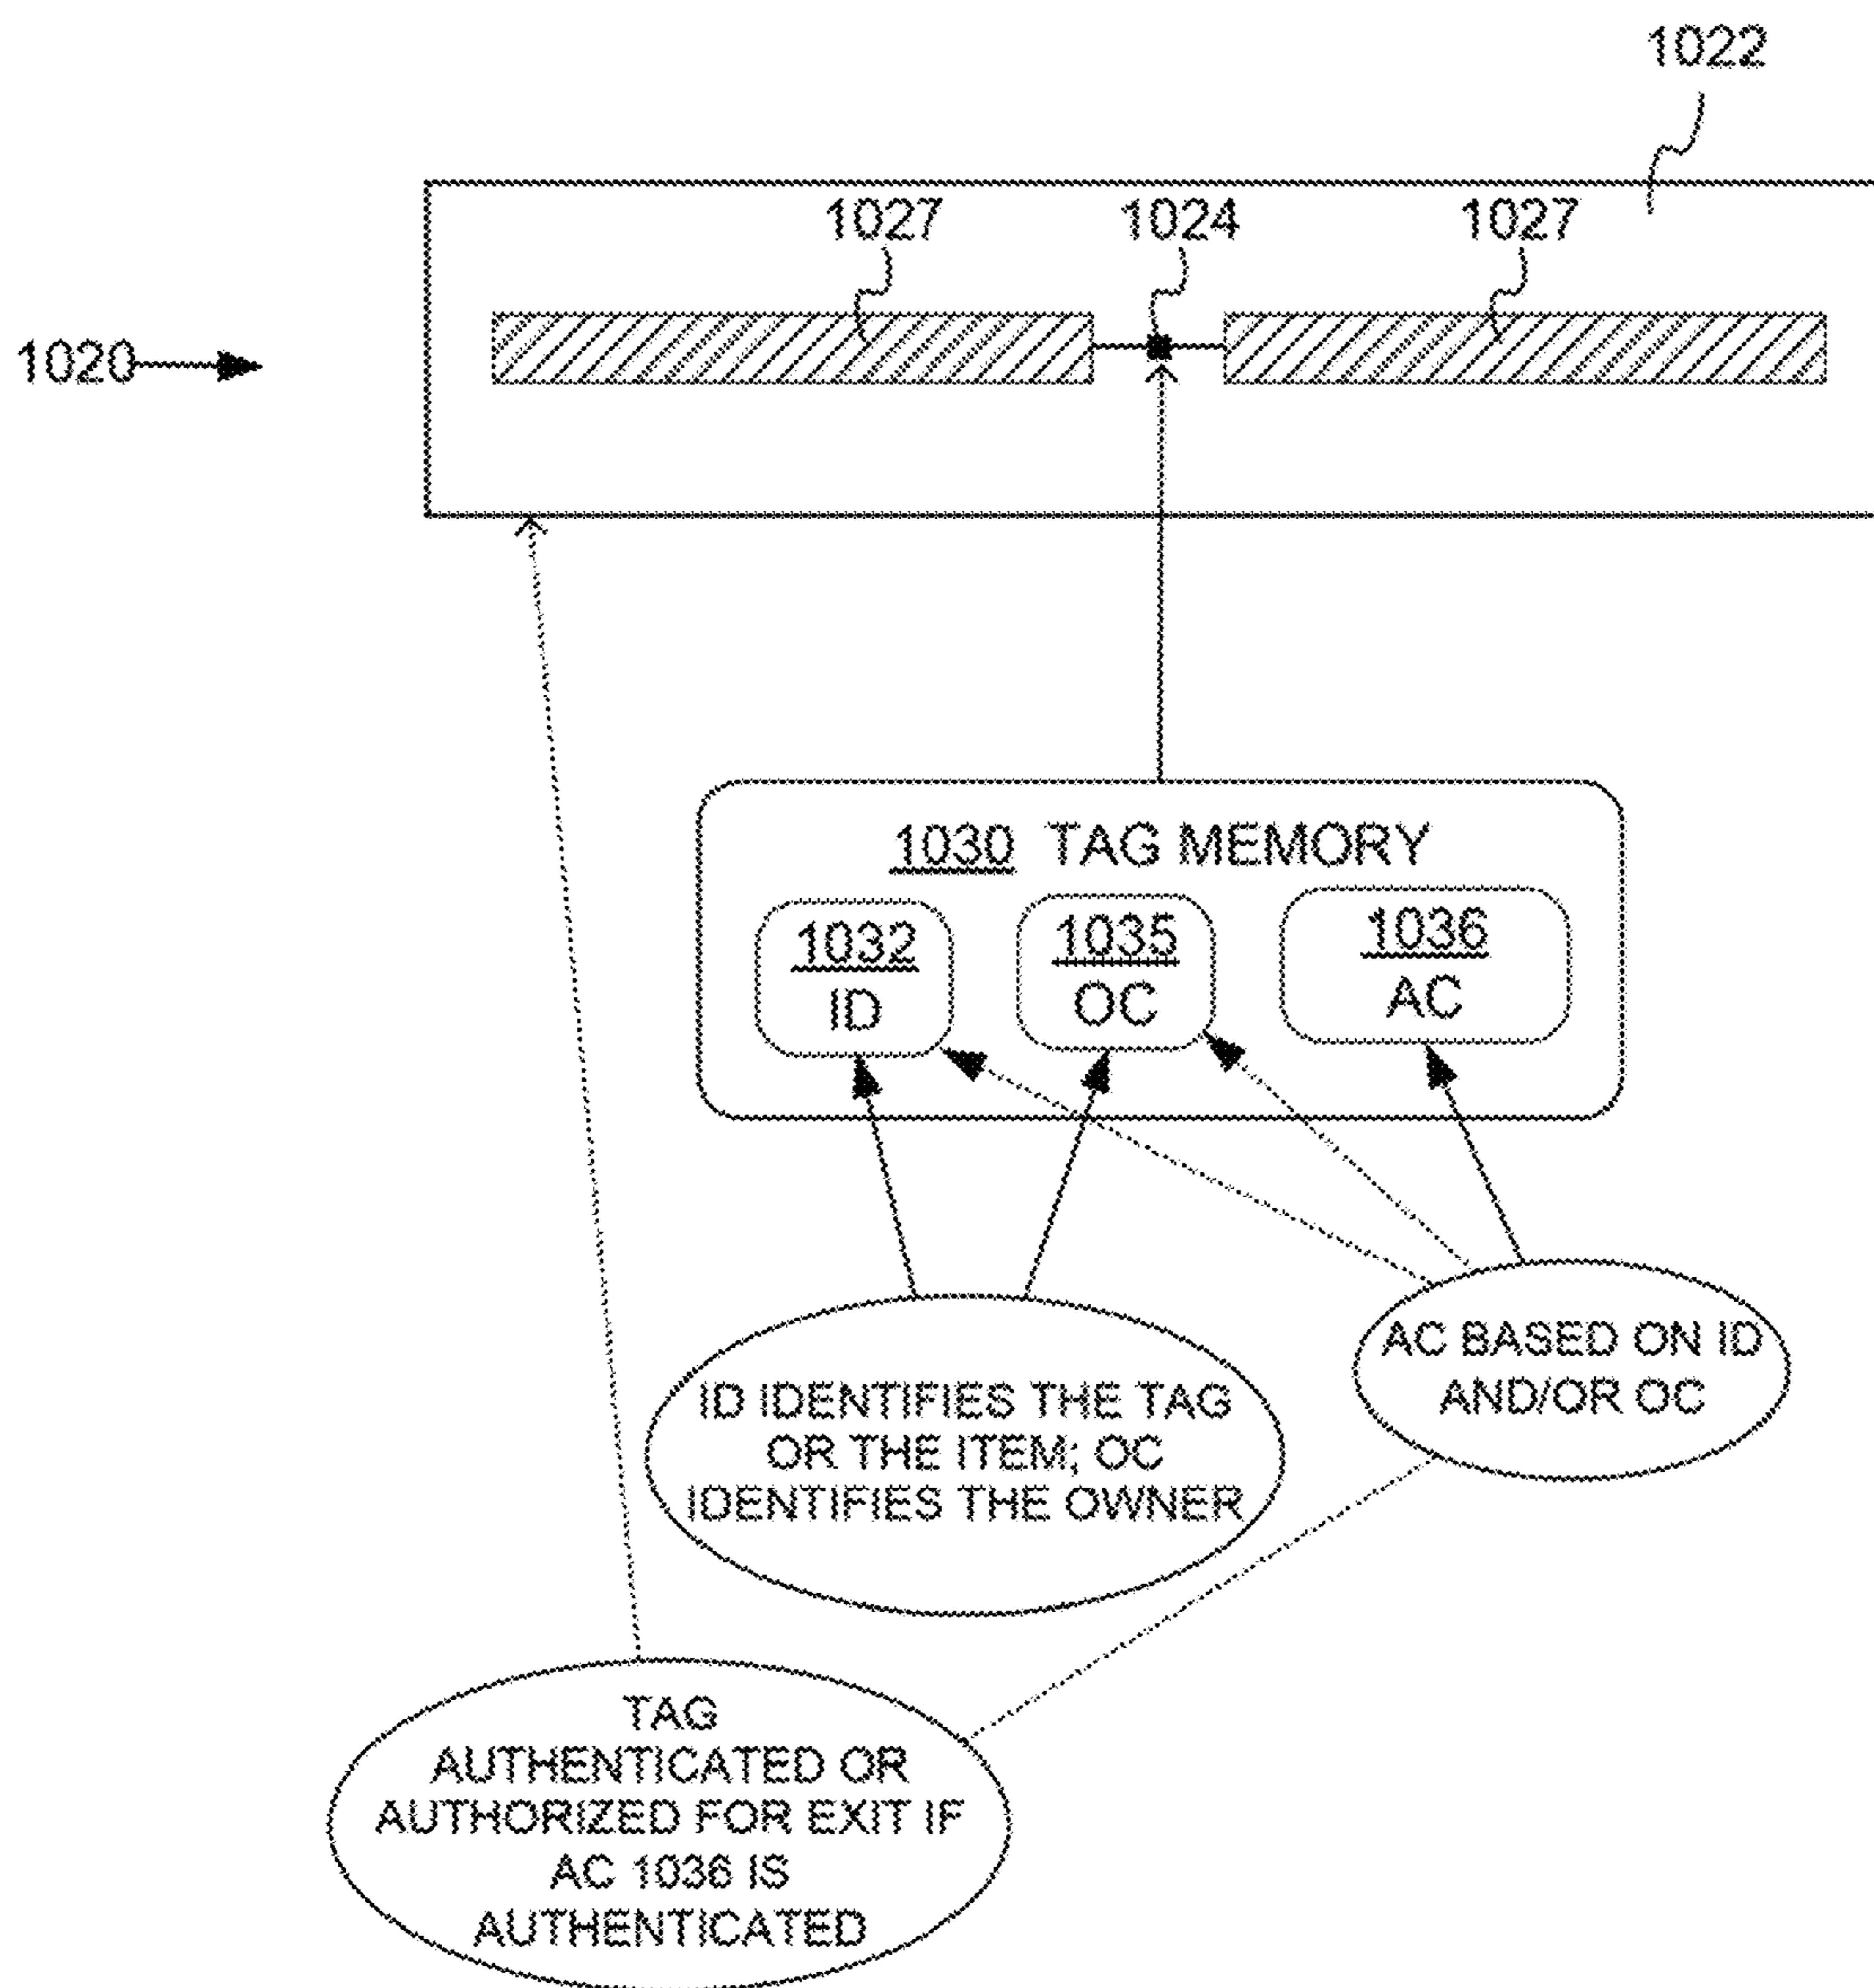 1022
1027 1024 1027
1020
1030 TAG MEMORY
1032 1035 1036
ID OC AC
AC BASED ON ID
AND/OR OC
ID IDENTIFIES THE TAG
OR THE ITEM; OC
IDENTIFIES THE OWNER
TAG
AUTHENTICATED OR
AUTHORIZED FOR EXIT IF
AC 1036 IS
AUTHENTICATED